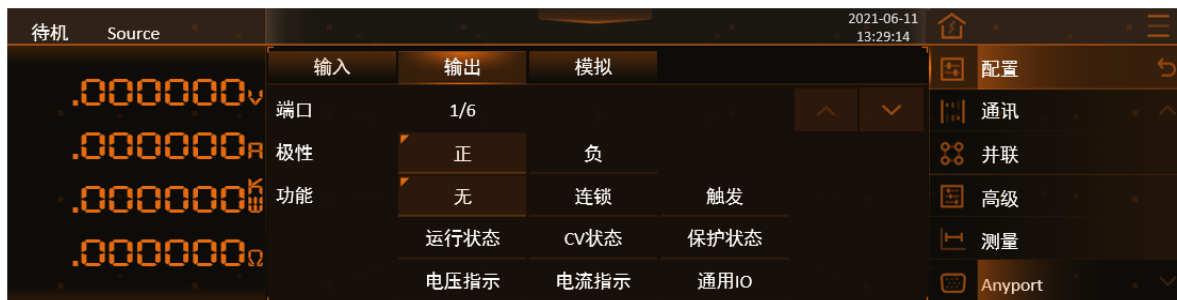 待机 Source
2021-06-11
13:29:14
输入 输出 模拟
配置
.000000V
端口 1/6
通讯
.000000A
极性 正 负
并联
.000000kW
功能 无 连锁 触发
高级
运行状态 CV状态 保护状态
测量
.000000Ω
电压指示 电流指示 通用IO
Anyport